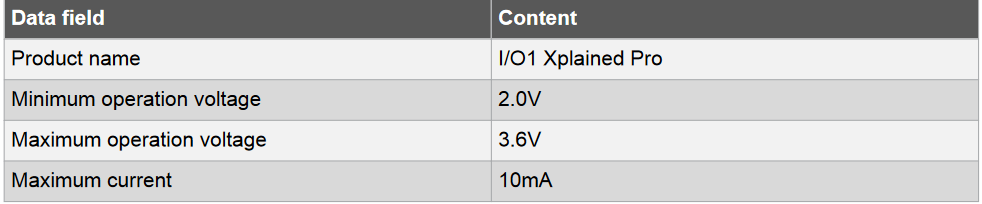 Data field Content
Product name I/O1 Xplained Pro
Minimum operation voltage 2.0V
Maximum operation voltage 3.6V
Maximum current 10mA